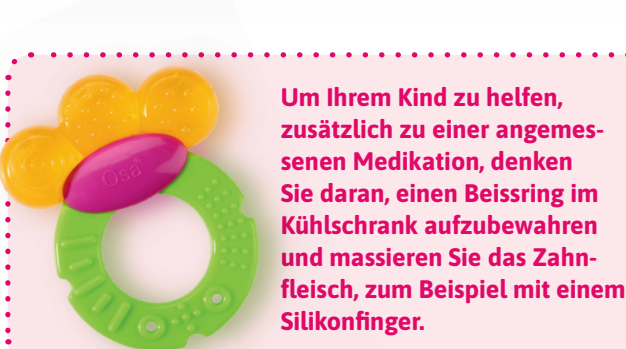 Osa
Um Ihrem Kind zu helfen,
zusätzlich zu einer angemes-
senen Medikation, denken
Sie daran, einen Beissring im
Kühlschrank aufzubewahren
und massieren Sie das Zahn-
fleisch, zum Beispiel mit einem
Silikonfinger.